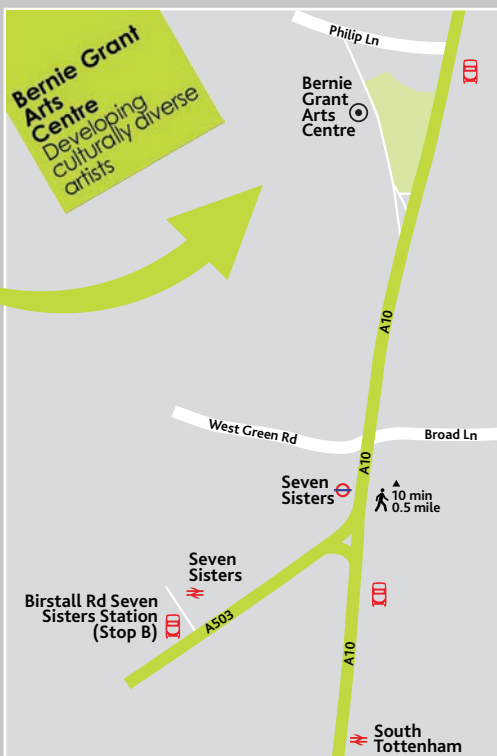 Bernie Grant
Arts
Centre
Developing
culturally diverse
artists
Philip Ln
Bernie
Grant
Arts
Centre
A10
West Green Rd
Broad Ln
A10
Seven
Sisters
10 min
0.5 mile
Seven
Sisters
Birstall Rd Seven
Sisters Station
(Stop B)
A503
A10
South
Tottenham